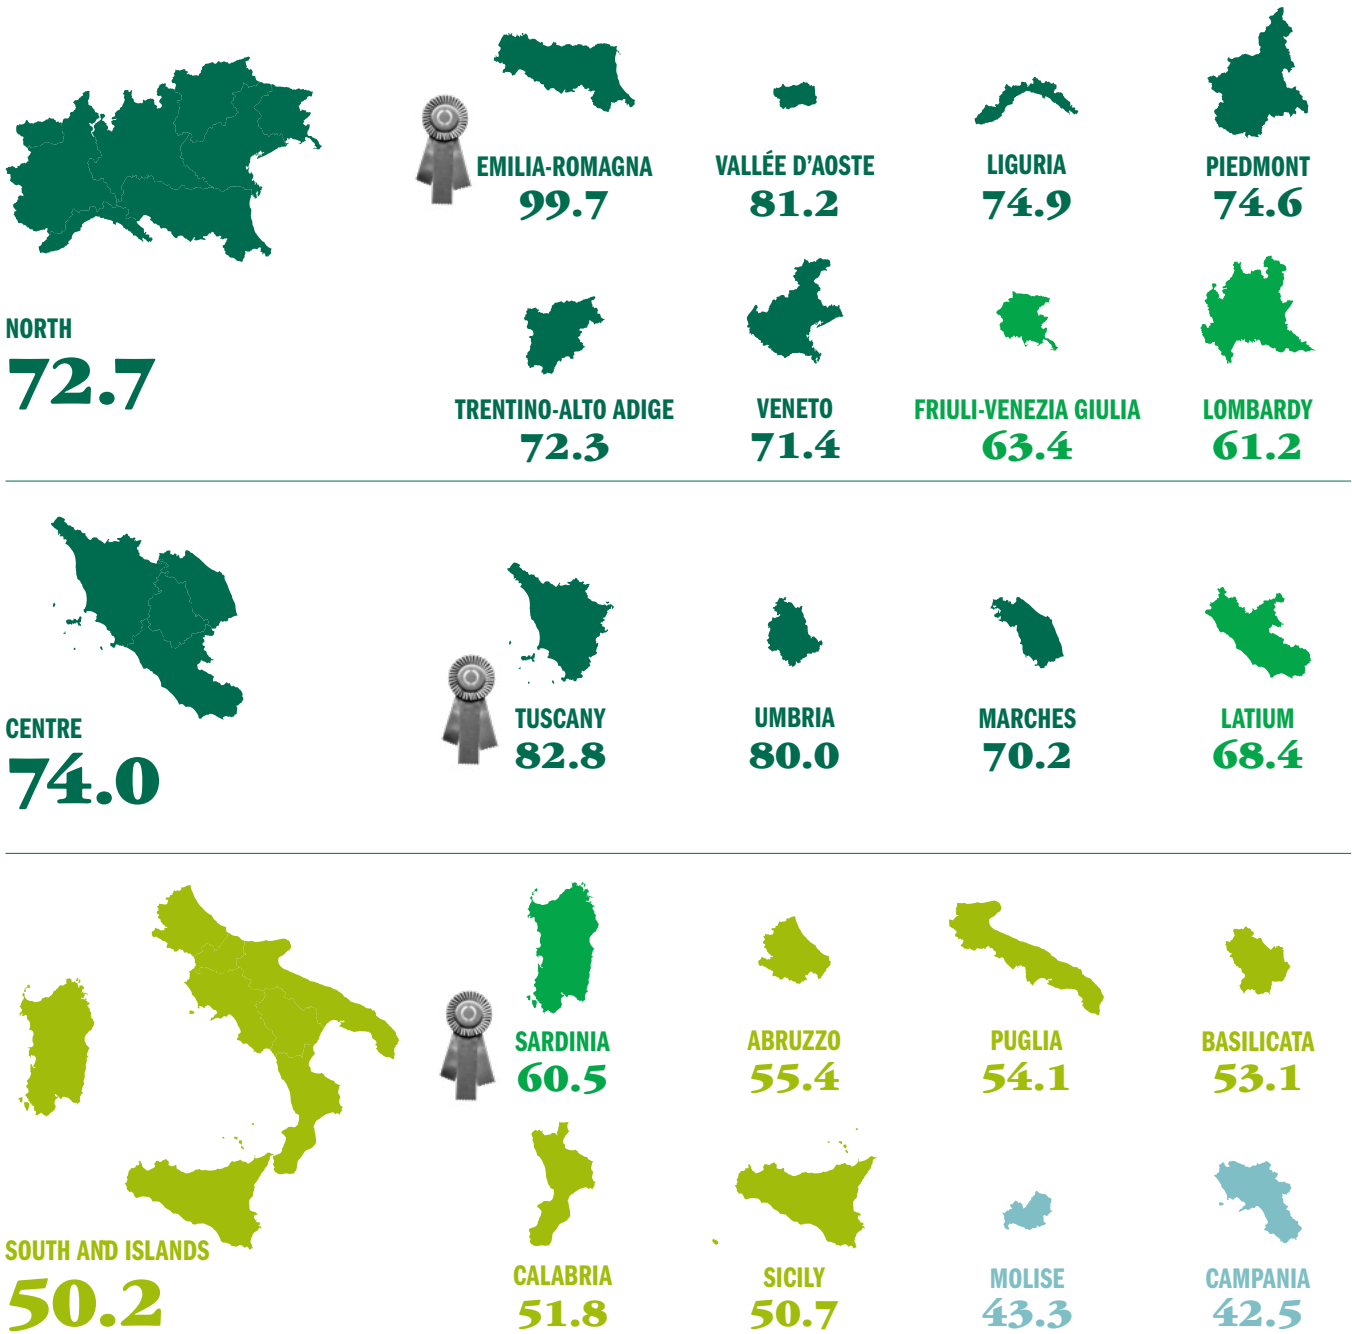 EMILIA-ROMAGNA
99.7
VALLÉE D’AOSTE
81.2
LIGURIA
74.9
PIEDMONT
74.6
NORTH
72.7
TRENTINO-ALTO ADIGE
72.3
VENETO
71.4
FRIULI-VENEZIA GIULIA
63.4
LOMBARDY
61.2
CENTRE
74.0
TUSCANY
82.8
UMBRIA
80.0
MARCHES
70.2
LATIUM
68.4
SARDINIA
60.5
ABRUZZO
55.4
PUGLIA
54.1
BASILICATA
53.1
SOUTH AND ISLANDS
50.2
CALABRIA
51.8
SICILY
50.7
MOLISE
43.3
CAMPANIA
42.5